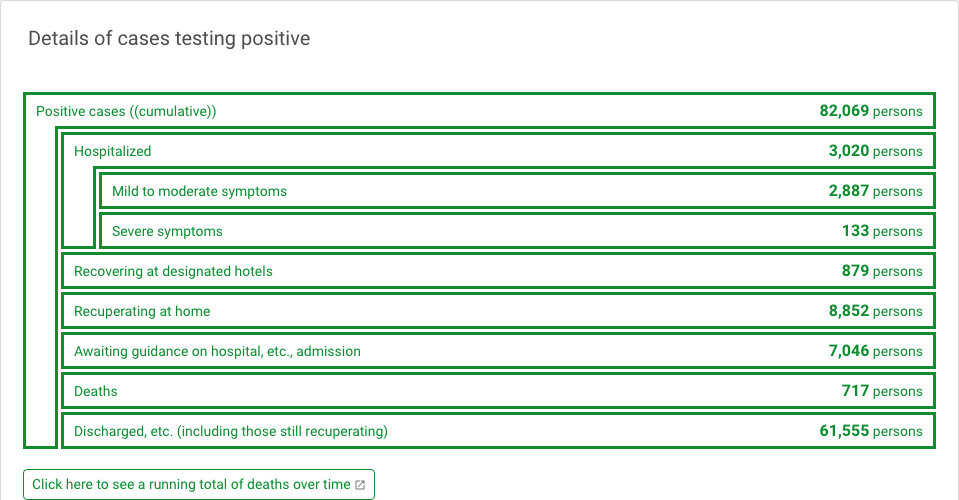 Details of cases testing positive
Positive cases ((cumulative)) 82,069 persons
Hospitalized 3,020 persons
Mild to moderate symptoms 2,887 persons
Severe symptoms 133 persons
Recovering at designated hotels 879 persons
Recuperating at home 8,852 persons
Awaiting guidance on hospital, etc., admission 7,046 persons
Deaths 717 persons
Discharged, etc. (including those still recuperating) 61,555 persons
Click here to see a running total of deaths over time